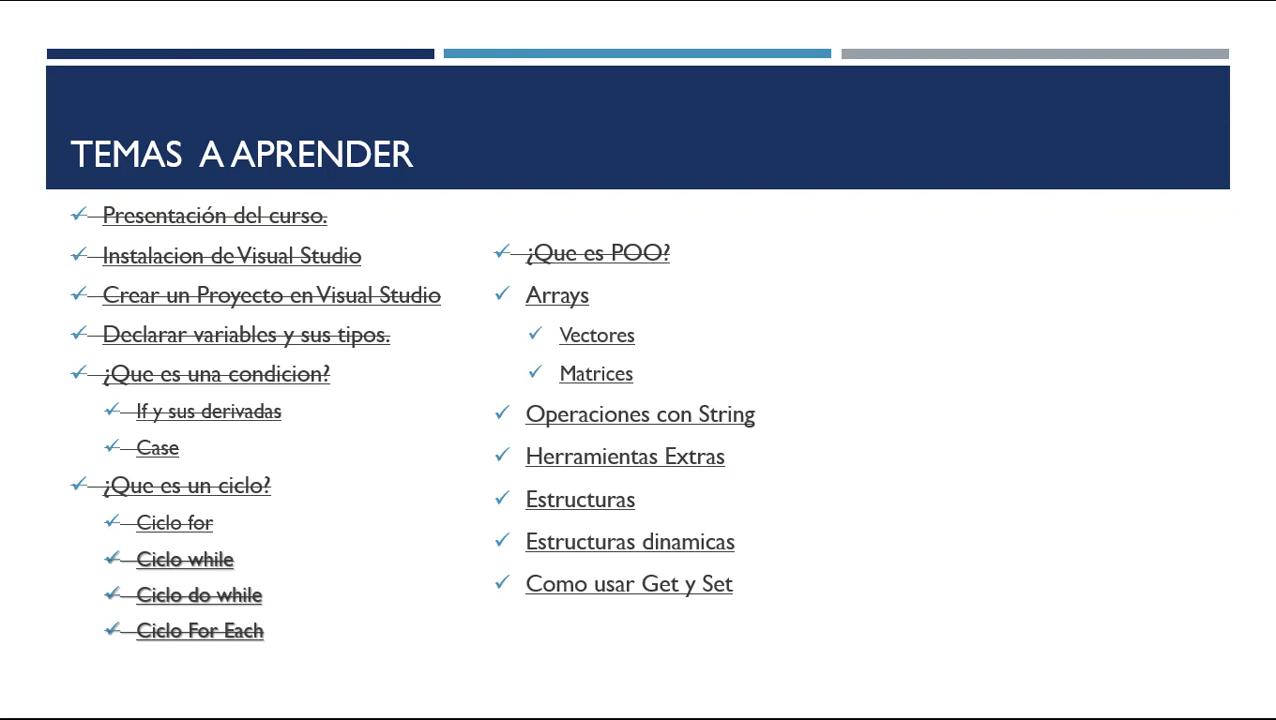 TEMAS A APRENDER
Presentación del curso.
Instalacion de Visual Studio
Crear un Proyecto en Visual Studio
Declarar variables y sus tipos.
¿Que es una condicion?
If y sus derivadas
Case
¿Que es un ciclo?
Ciclo for
Ciclo while
Ciclo do while
Ciclo For Each
¿Que es POO?
Arrays
Vectores
Matrices
Operaciones con String
Herramientas Extras
Estructuras
Estructuras dinamicas
Como usar Get y Set